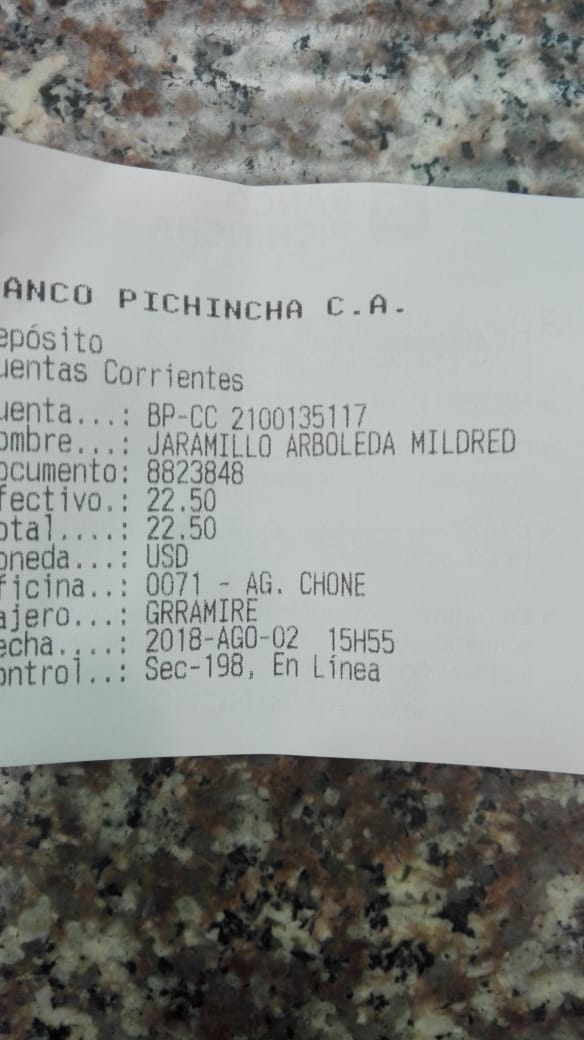 ANCO PICHINCHA C.A.
epósito
uentas Corrientes
uenta...: BP-CC 2100135117
ombre...: JARAMILLO ARBOLEDA MILDRED
ocumento: 8823848
fectivo.: 22.50
otal....: 22.50
oneda...: USD
ficina..: 0071 - AG. CHONE
ajero...: GRRAMIRE
echa....: 2018-AGO-02 15H55
ontrol..: Sec-198, En Línea